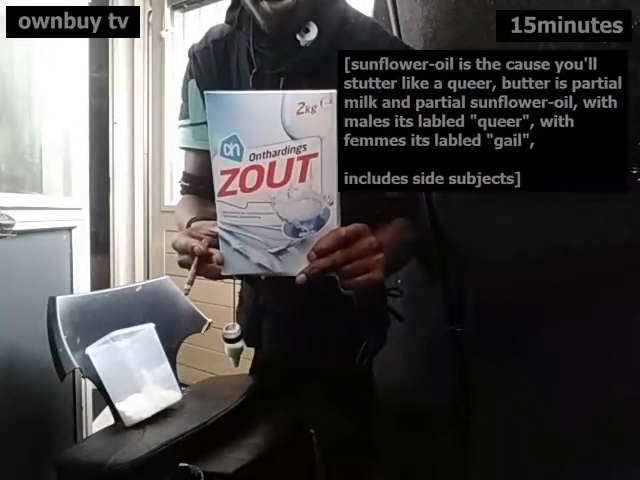 ownbuy tv
15minutes
[sunflower-oil is the cause you'll
stutter like a queer, butter is partial
milk and partial sunflower-oil, with
males its labled "queer", with
femmes its labled "gail",
includes side subjects]
2kg
ah
Onthardings
ZOUT